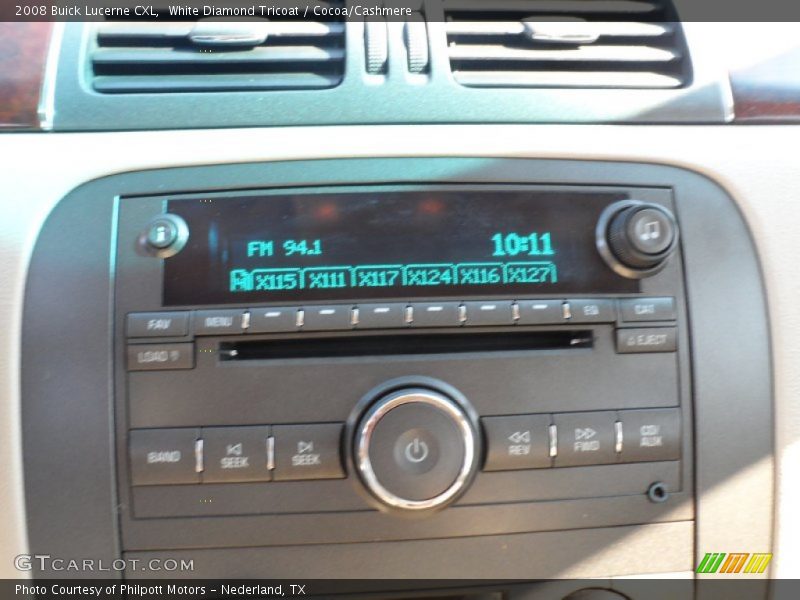 2008 Buick Lucerne CXL, White Diamond Tricoat / Cocoa/Cashmere
FM 94.1 10:11
A X115 X111 X117 X124 X116 X127
FAV MENU EQ CAT
LOAD EJECT
BAND SEEK SEEK REV FWD CD/AUX
GTCARLOT.COM
Photo Courtesy of Philpott Motors – Nederland, TX